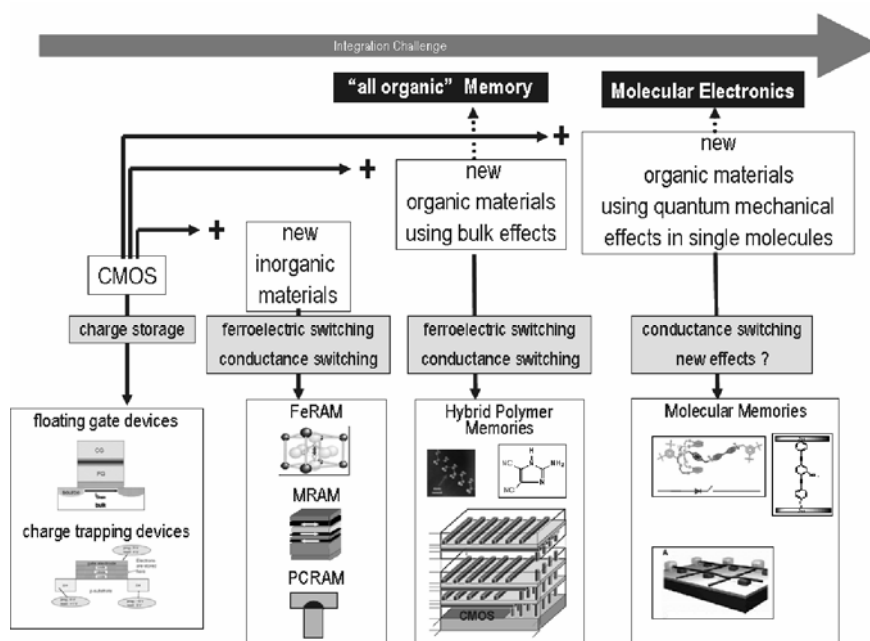 Integration Challenge
"all organic" Memory
Molecular Electronics
+
+
+
new
organic materials
using quantum mechanical
effects in single molecules
new
organic materials
using bulk effects
new
inorganic
materials
CMOS
charge storage
ferroelectric switching
conductance switching
ferroelectric switching
conductance switching
conductance switching
new effects ?
floating gate devices
CG
FG
bulk
charge trapping devices
FeRAM
MRAM
PCRAM
Hybrid Polymer
Memories
H
N
NC
NH₂
NC
N
CMOS
Molecular Memories
A